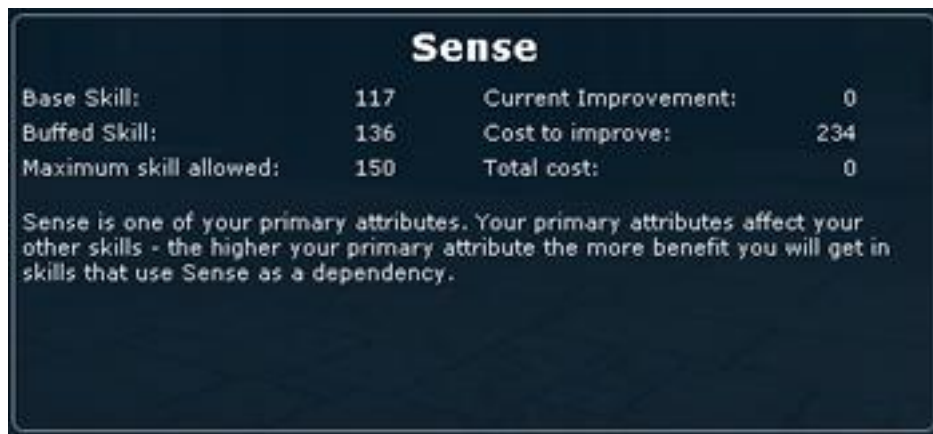 Sense
Base Skill: 117 Current Improvement: 0
Buffed Skill: 136 Cost to improve: 234
Maximum skill allowed: 150 Total cost: 0
Sense is one of your primary attributes. Your primary attributes affect your
other skills - the higher your primary attribute the more benefit you will get in
skills that use Sense as a dependency.